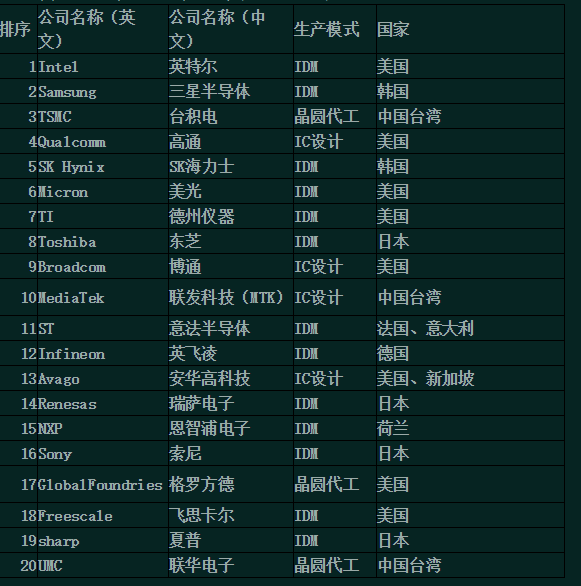 排序 公司名称（英文） 公司名称（中文） 生产模式 国家
1 Intel 英特尔 IDM 美国
2 Samsung 三星半导体 IDM 韩国
3 TSMC 台积电 晶圆代工 中国台湾
4 Qualcomm 高通 IC设计 美国
5 SK Hynix SK海力士 IDM 韩国
6 Micron 美光 IDM 美国
7 TI 德州仪器 IDM 美国
8 Toshiba 东芝 IDM 日本
9 Broadcom 博通 IC设计 美国
10 MediaTek 联发科技（MTK） IC设计 中国台湾
11 ST 意法半导体 IDM 法国、意大利
12 Infineon 英飞凌 IDM 德国
13 Avago 安华高科技 IC设计 美国、新加坡
14 Renesas 瑞萨电子 IDM 日本
15 NXP 恩智浦电子 IDM 荷兰
16 Sony 索尼 IDM 日本
17 GlobalFoundries 格罗方德 晶圆代工 美国
18 Freescale 飞思卡尔 IDM 美国
19 sharp 夏普 IDM 日本
20 UMC 联华电子 晶圆代工 中国台湾